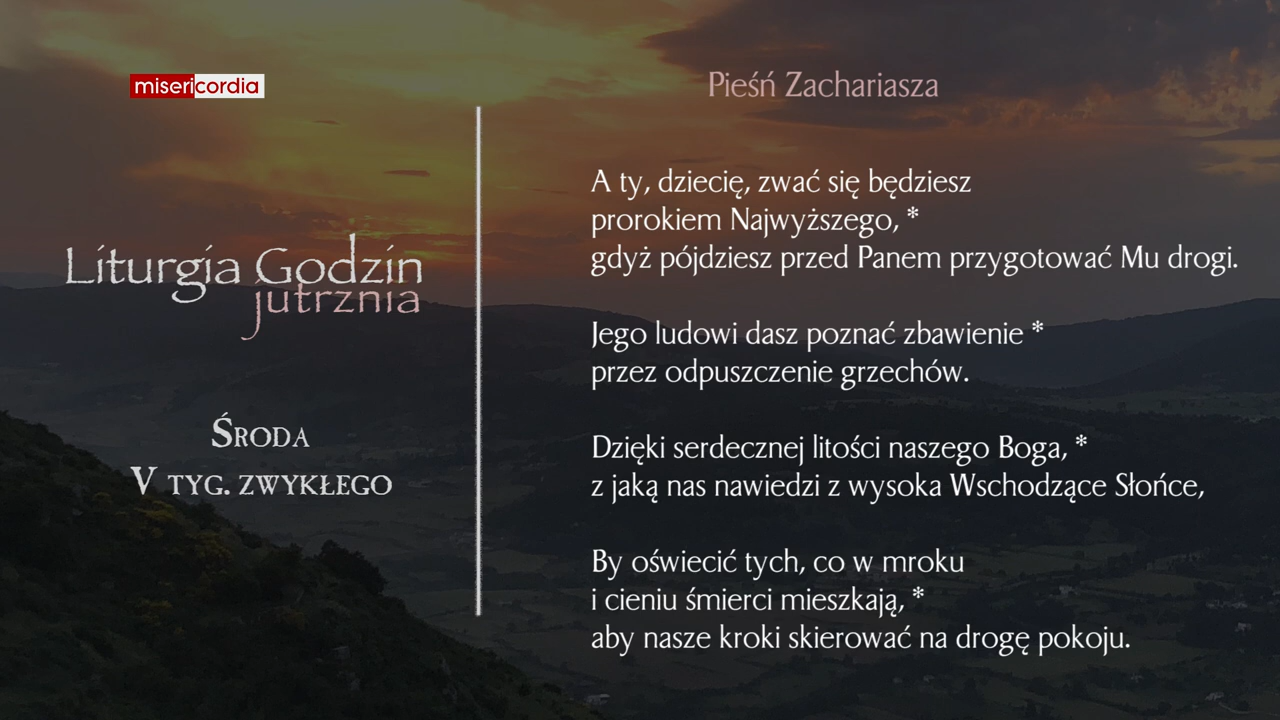 misericordia
Liturgia Godzin
jutrznia
Środa
V tyg. zwykłego
Pieśń Zachariasza
A ty, dziecię, zwać się będziesz
prorokiem Najwyższego, *
gdyż pójdziesz przed Panem przygotować Mu drogi.
Jego ludowi dasz poznać zbawienie *
przez odpuszczenie grzechów.
Dzięki serdecznej litości naszego Boga, *
z jaką nas nawiedzi z wysoka Wschodzące Słońce,
By oświecić tych, co w mroku
i cieniu śmierci mieszkają, *
aby nasze kroki skierować na drogę pokoju.